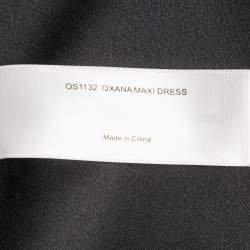 QS1132 OXANA MAXI DRESS
Made in China